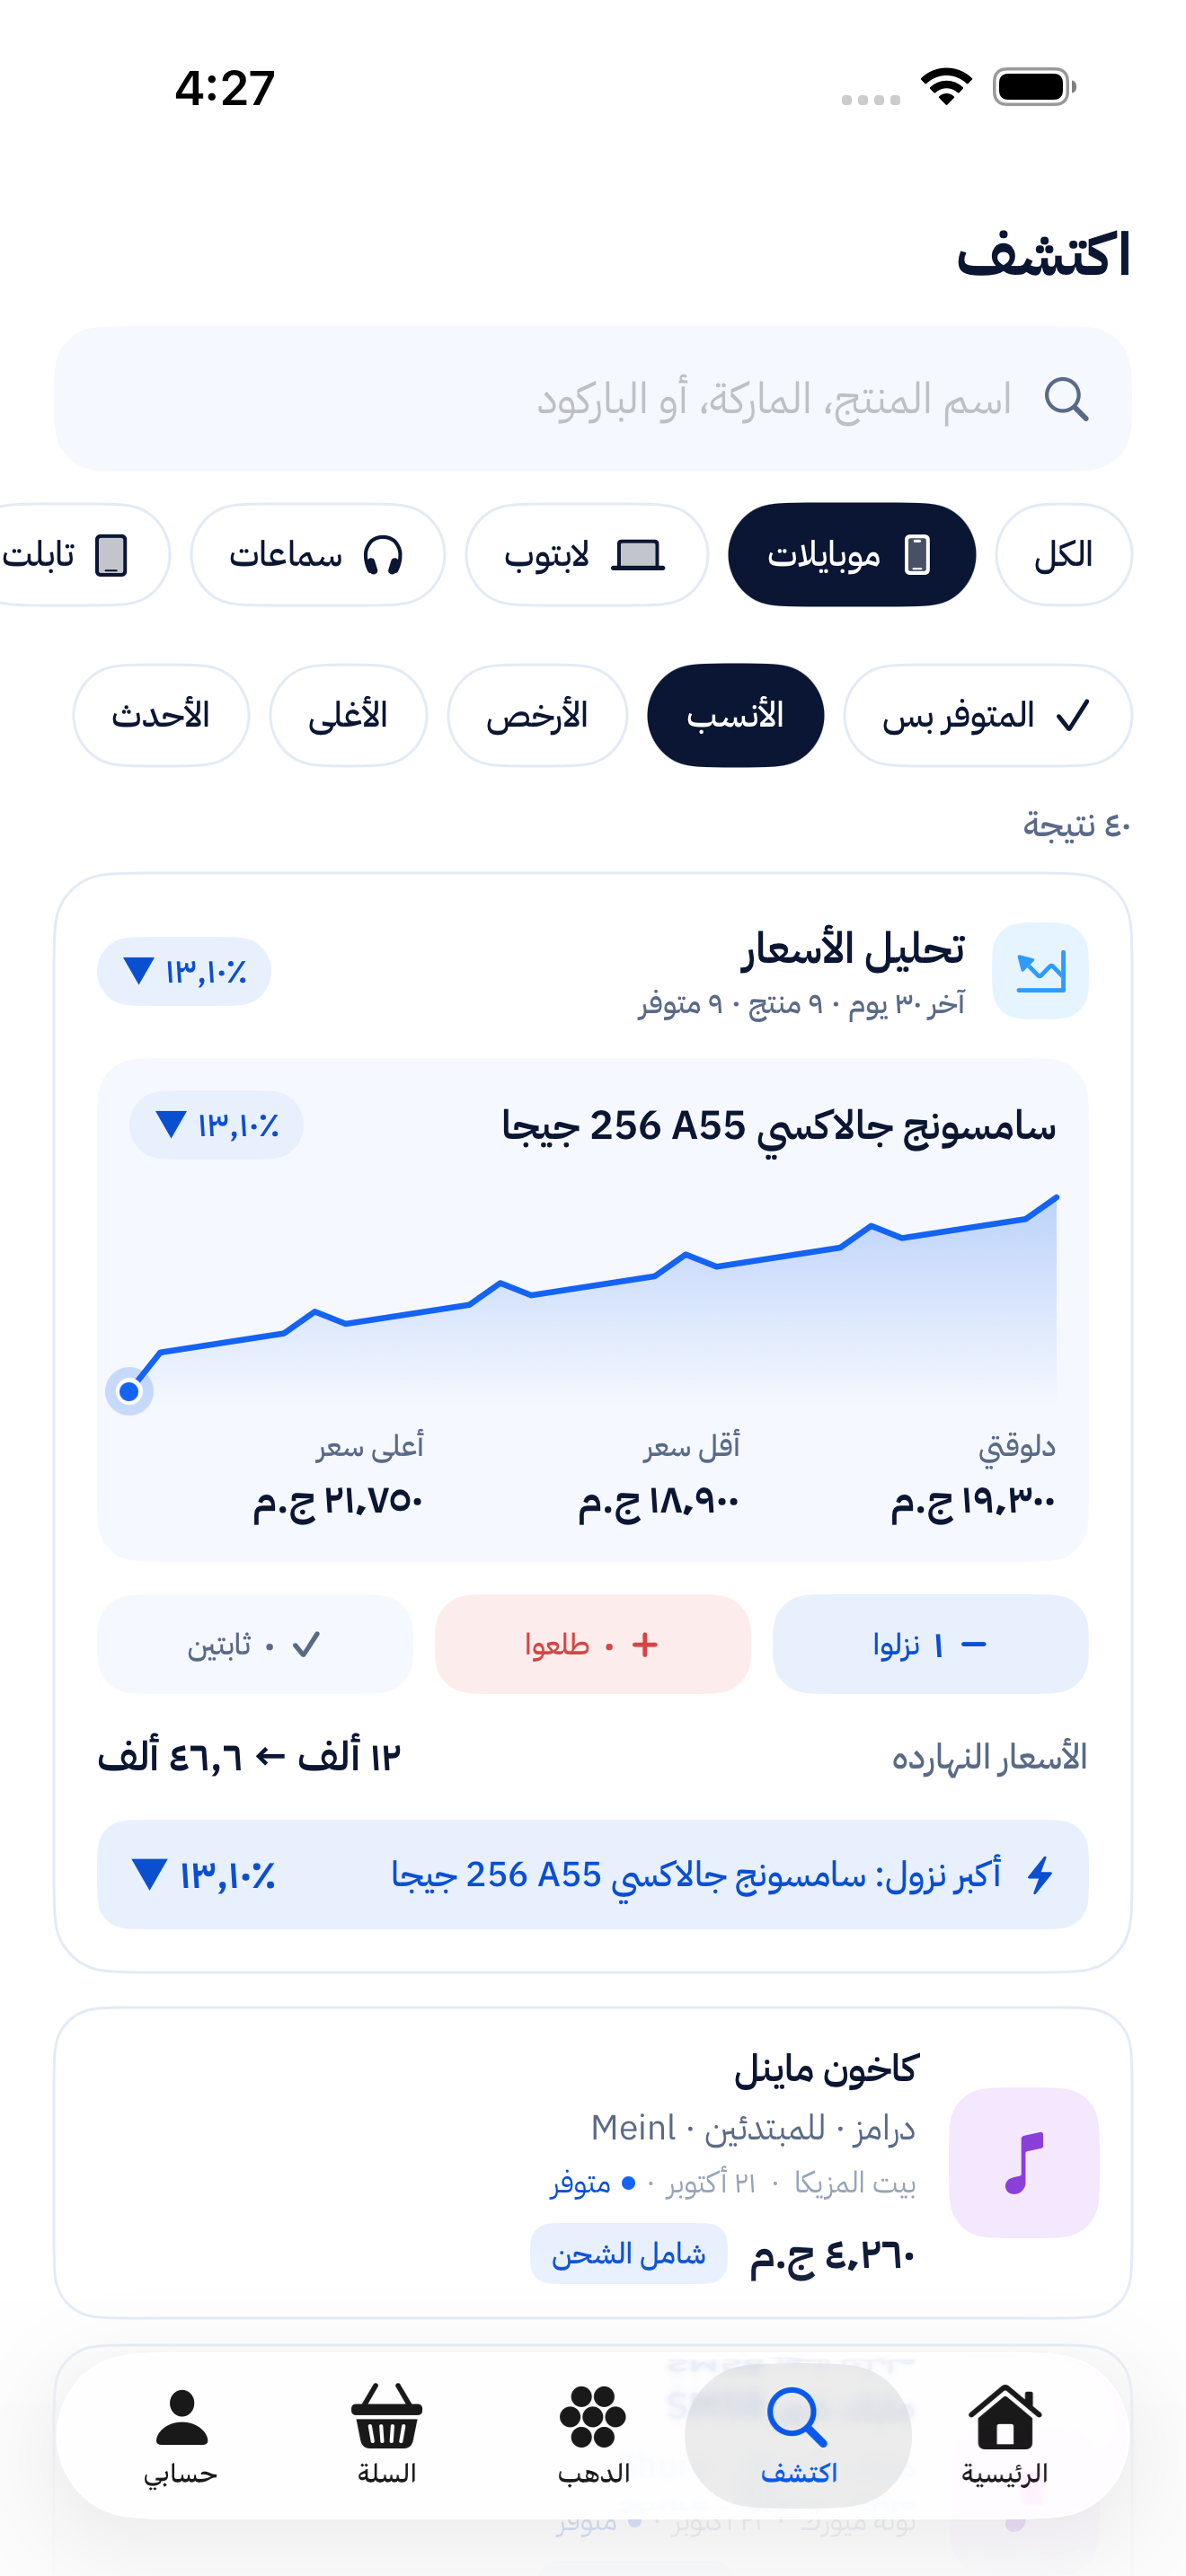 4:27
اكتشف
اسم المنتج، الماركة، أو الباركود
الكل
موبايلات
لابتوب
سماعات
تابلت
المتوفر بس
الأنسب
الأرخص
الأغلى
الأحدث
٤٠ نتيجة
تحليل الأسعار
١٣,١٠٪ ▼
آخر ٣٠ يوم · ٩ منتج · ٩ متوفر
سامسونج جالاكسي A55 256 جيجا
١٣,١٠٪ ▼
دلوقتي
١٩,٣٠٠ ج.م
أقل سعر
١٨,٩٠٠ ج.م
أعلى سعر
٢١,٧٥٠ ج.م
١ نزلوا
٠ طلعوا
٠ ثابتين
الأسعار النهارده
١٢ ألف ← ٤٦,٦ ألف
أكبر نزول: سامسونج جالاكسي A55 256 جيجا
١٣,١٠٪ ▼
كاخون ماينل
درامز · للمبتدئين · Meinl
بيت المزيكا · ٢١ أكتوبر · متوفر
٤,٢٦٠ ج.م
شامل الشحن
الرئيسية
اكتشف
الدهب
السلة
حسابي